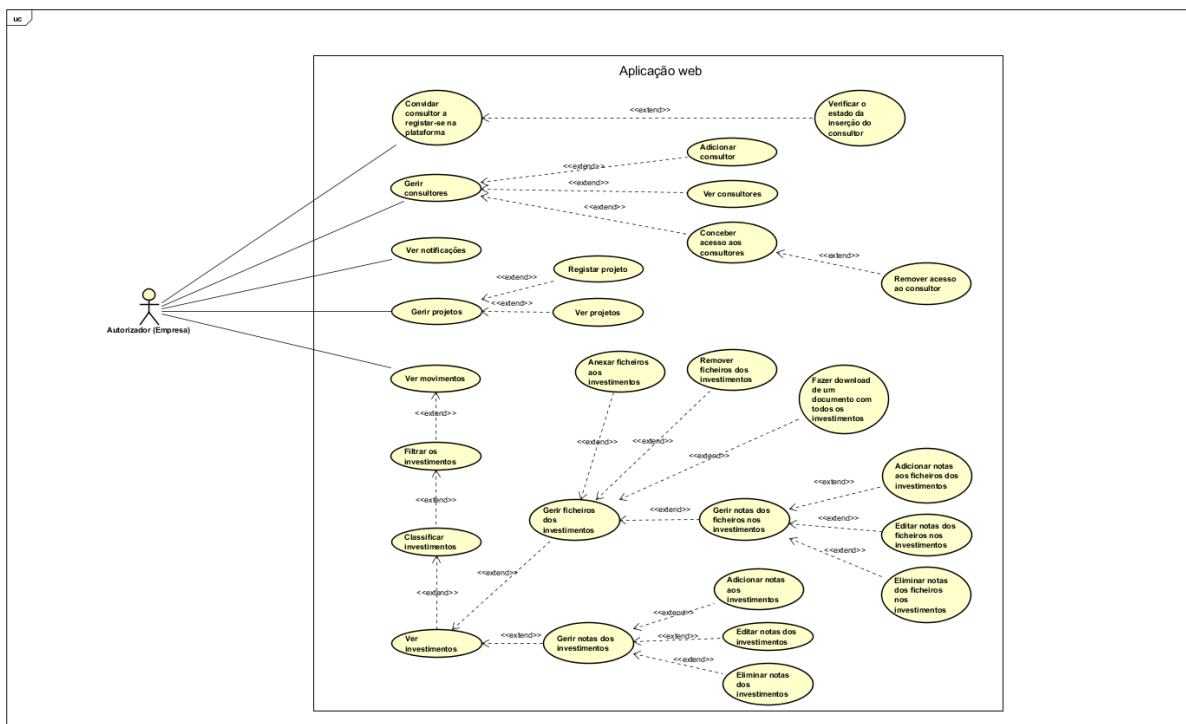 uc
Aplicação web
Convidar
consultor a
registar-se na
plataforma
<<extend>>
Verificar o
estado da
inserção do
consultor
Adicionar
consultor
<<extend>>
Gerir
consultores
<<extend>>
Ver consultores
<<extend>>
Conceber
acesso aos
consultores
<<extend>>
Remover acesso
ao consultor
Ver notificações
Registar projeto
<<extend>>
Autorizador (Empresa)
Gerir projetos
<<extend>>
Ver projetos
Ver movimentos
<<extend>>
Anexar ficheiros
aos
investimentos
Remover
ficheiros dos
investimentos
Fazer download
de um
documento com
todos os
investimentos
Filtrar os
investimentos
<<extend>>
<<extend>>
<<extend>>
<<extend>>
Adicionar notas
aos ficheiros dos
investimentos
<<extend>>
Gerir ficheiros
dos
investimentos
<<extend>>
Gerir notas dos
ficheiros nos
investimentos
<<extend>>
Editar notas dos
ficheiros nos
investimentos
<<extend>>
Eliminar notas
dos ficheiros
nos
investimentos
Classificar
investimentos
<<extend>>
<<extend>>
Adicionar notas
aos
investimentos
<<extend>>
Ver
investimentos
<<extend>>
Gerir notas dos
investimentos
<<extend>>
Editar notas dos
investimentos
<<extend>>
Eliminar notas
dos
investimentos